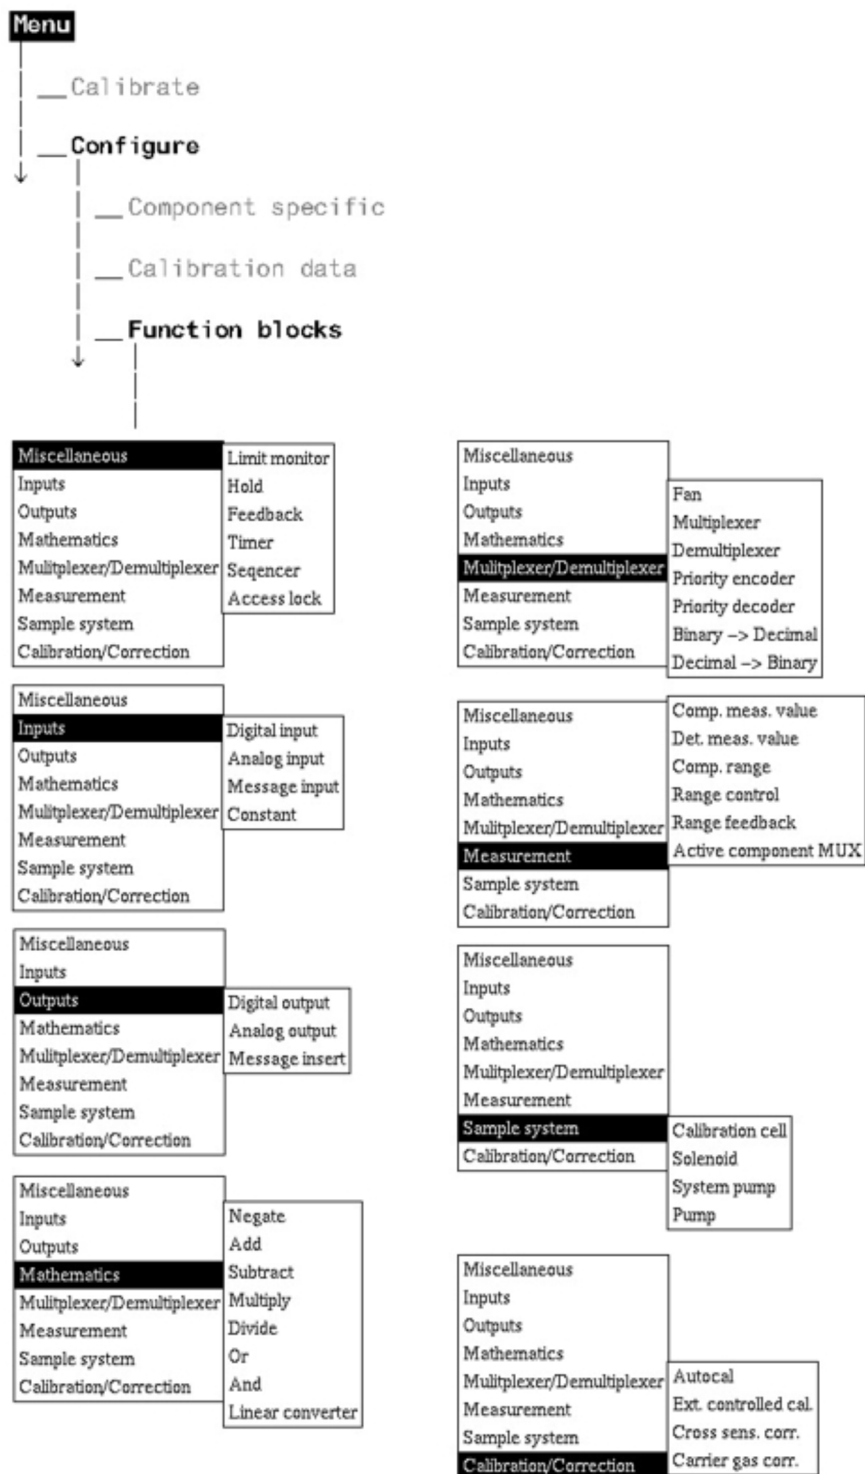 Menu
Calibrate
Configure
Component specific
Calibration data
Function blocks
Miscellaneous
Inputs
Outputs
Mathematics
Mulitplexer/Demultiplexer
Measurement
Sample system
Calibration/Correction
Limit monitor
Hold
Feedback
Timer
Seqencer
Access lock
Miscellaneous
Inputs
Outputs
Mathematics
Mulitplexer/Demultiplexer
Measurement
Sample system
Calibration/Correction
Digital input
Analog input
Message input
Constant
Miscellaneous
Inputs
Outputs
Mathematics
Mulitplexer/Demultiplexer
Measurement
Sample system
Calibration/Correction
Digital output
Analog output
Message insert
Miscellaneous
Inputs
Outputs
Mathematics
Mulitplexer/Demultiplexer
Measurement
Sample system
Calibration/Correction
Negate
Add
Subtract
Multiply
Divide
Or
And
Linear converter
Miscellaneous
Inputs
Outputs
Mathematics
Mulitplexer/Demultiplexer
Measurement
Sample system
Calibration/Correction
Fan
Multiplexer
Demultiplexer
Priority encoder
Priority decoder
Binary –> Decimal
Decimal –> Binary
Miscellaneous
Inputs
Outputs
Mathematics
Mulitplexer/Demultiplexer
Measurement
Sample system
Calibration/Correction
Comp. meas. value
Det. meas. value
Comp. range
Range control
Range feedback
Active component MUX
Miscellaneous
Inputs
Outputs
Mathematics
Mulitplexer/Demultiplexer
Measurement
Sample system
Calibration/Correction
Calibration cell
Solenoid
System pump
Pump
Miscellaneous
Inputs
Outputs
Mathematics
Mulitplexer/Demultiplexer
Measurement
Sample system
Calibration/Correction
Autocal
Ext. controlled cal.
Cross sens. corr.
Carrier gas corr.